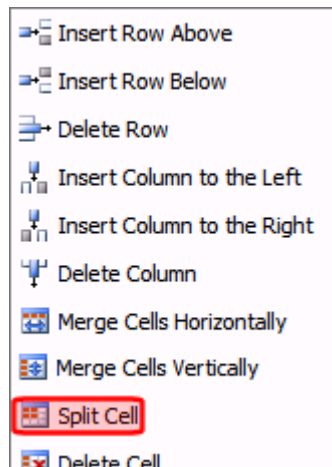 Insert Row Above
Insert Row Below
Delete Row
Insert Column to the Left
Insert Column to the Right
Delete Column
Merge Cells Horizontally
Merge Cells Vertically
Split Cell
Delete Cell